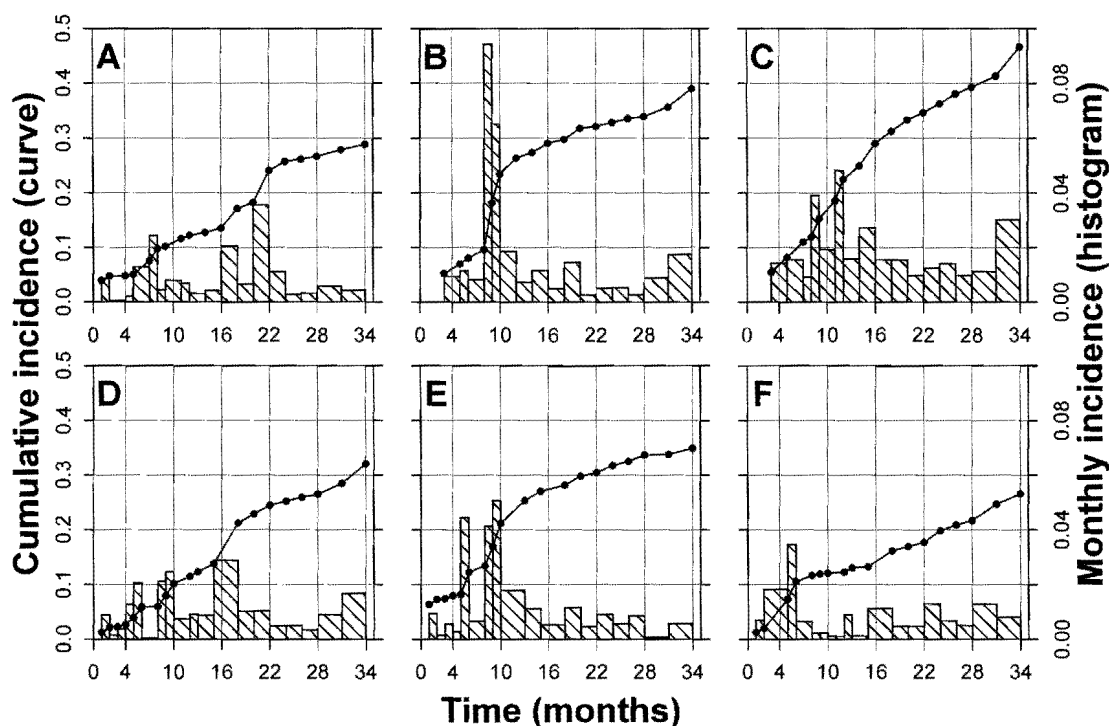 Cumulative incidence (curve)
Monthly incidence (histogram)
0.0 0.1 0.2 0.3 0.4 0.5
A
B
C
0.00 0.04 0.08
0 4 10 16 22 28 34
0 4 10 16 22 28 34
0 4 10 16 22 28 34
0.0 0.1 0.2 0.3 0.4 0.5
D
E
F
0.00 0.04 0.08
0 4 10 16 22 28 34
0 4 10 16 22 28 34
0 4 10 16 22 28 34
Time (months)